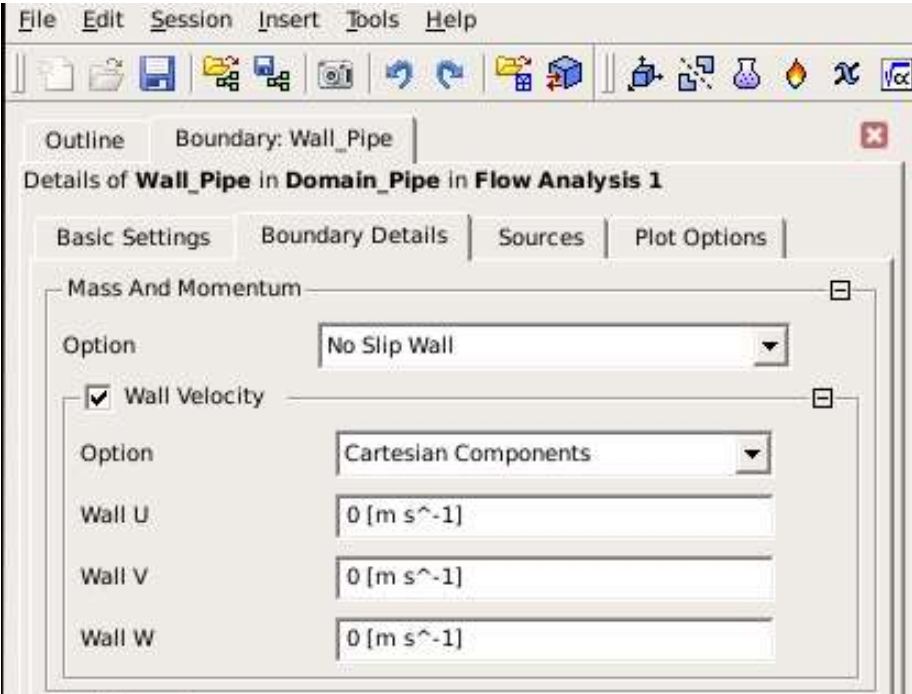 File Edit Session Insert Tools Help
Outline Boundary: Wall_Pipe
Details of Wall_Pipe in Domain_Pipe in Flow Analysis 1
Basic Settings Boundary Details Sources Plot Options
Mass And Momentum
Option No Slip Wall
Wall Velocity
Option Cartesian Components
Wall U 0 [m s^-1]
Wall V 0 [m s^-1]
Wall W 0 [m s^-1]